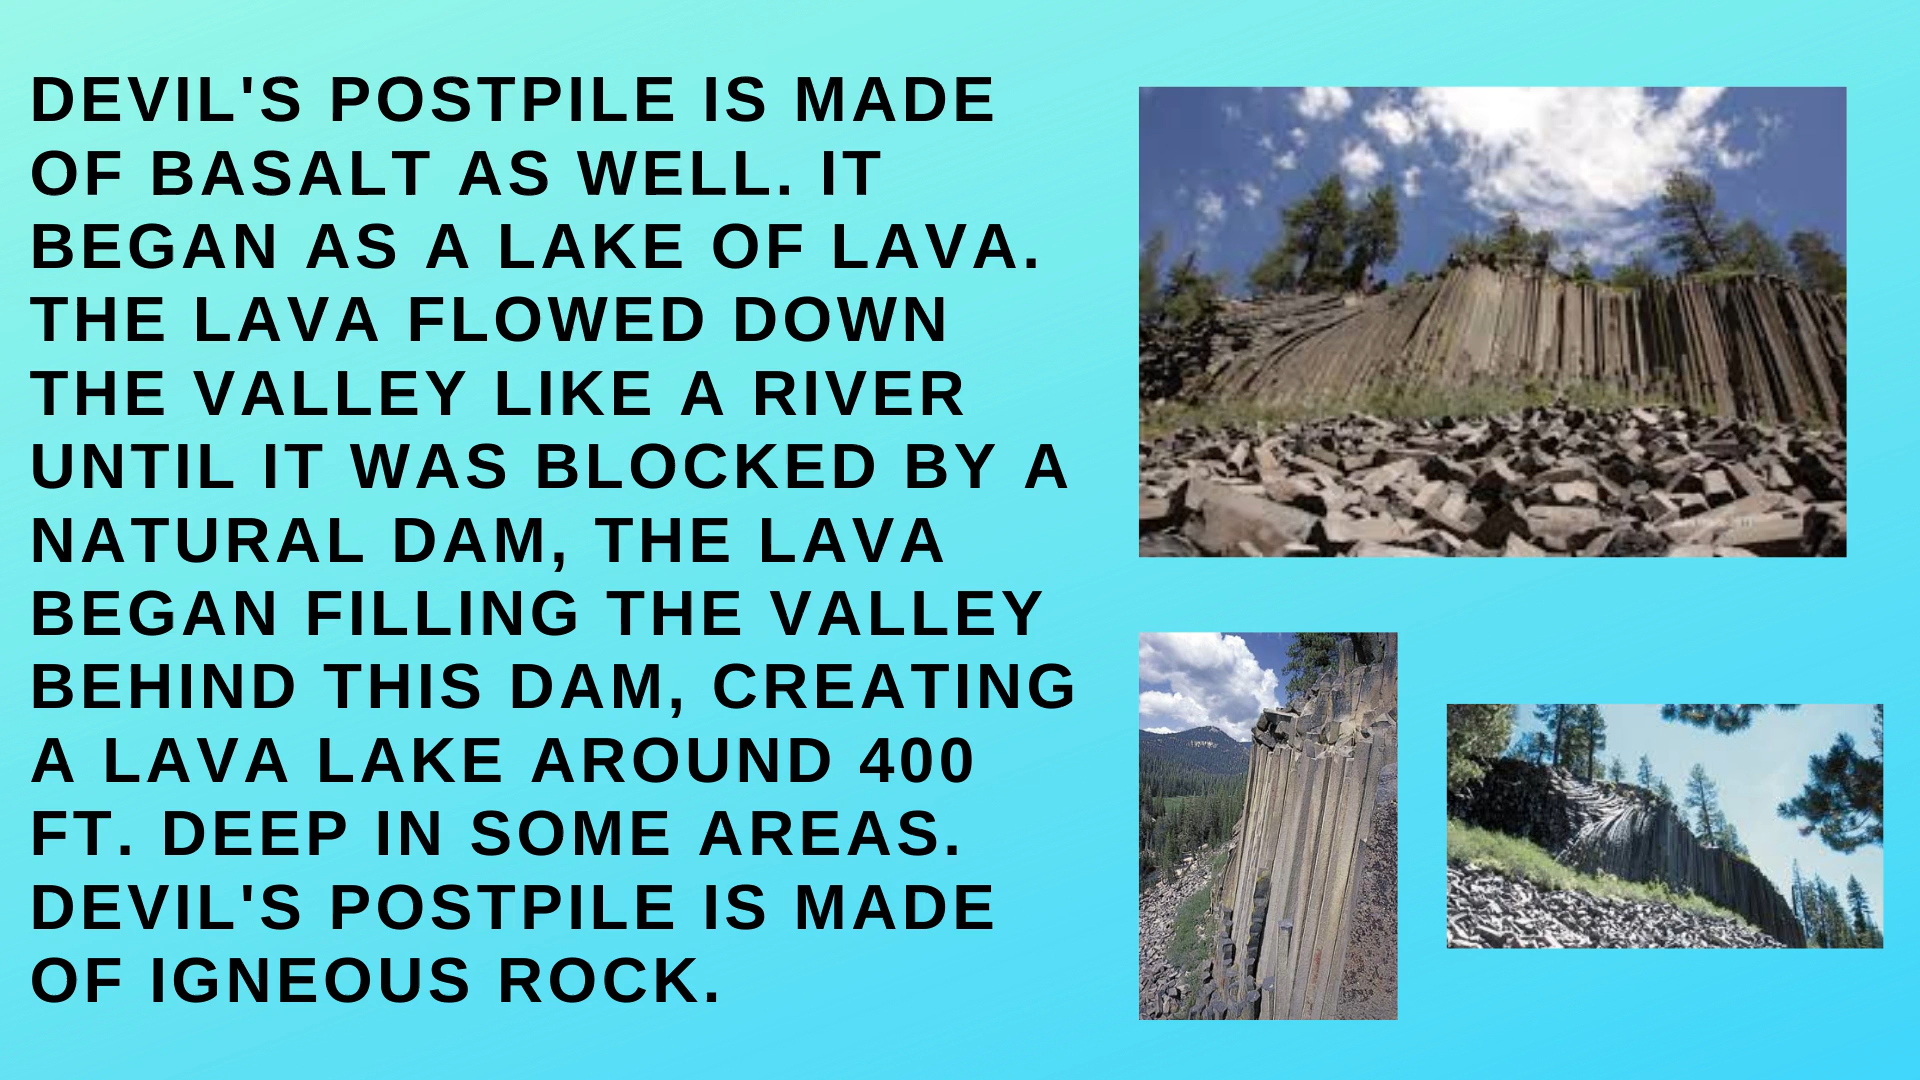 DEVIL'S POSTPILE IS MADE
OF BASALT AS WELL. IT
BEGAN AS A LAKE OF LAVA.
THE LAVA FLOWED DOWN
THE VALLEY LIKE A RIVER
UNTIL IT WAS BLOCKED BY A
NATURAL DAM, THE LAVA
BEGAN FILLING THE VALLEY
BEHIND THIS DAM, CREATING
A LAVA LAKE AROUND 400
FT. DEEP IN SOME AREAS.
DEVIL'S POSTPILE IS MADE
OF IGNEOUS ROCK.